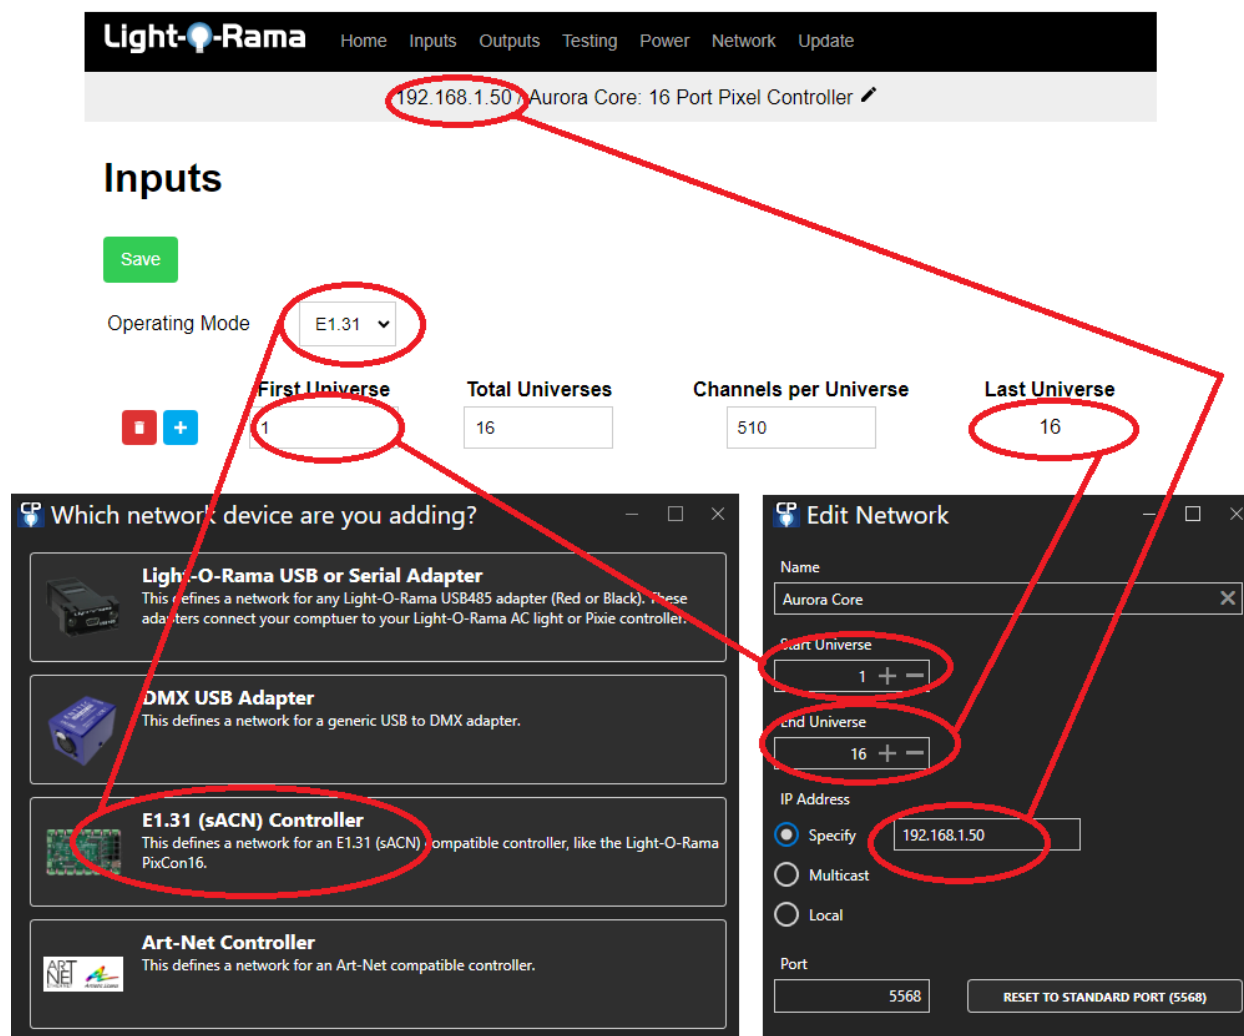 Light-O-Rama Home Inputs Outputs Testing Power Network Update
192.168.1.50 / Aurora Core: 16 Port Pixel Controller
Inputs
Save
Operating Mode E1.31
First Universe Total Universes Channels per Universe Last Universe
1 16 510 16
CP Which network device are you adding?
Light-O-Rama USB or Serial Adapter
This defines a network for any Light-O-Rama USB485 adapter (Red or Black). These
adapters connect your comptuer to your Light-O-Rama AC light or Pixie controller.
DMX USB Adapter
This defines a network for a generic USB to DMX adapter.
E1.31 (sACN) Controller
This defines a network for an E1.31 (sACN) compatible controller, like the Light-O-Rama
PixCon16.
ART
NET
Art-Net Controller
This defines a network for an Art-Net compatible controller.
CP Edit Network
Name
Aurora Core
Start Universe
1
End Universe
16
IP Address
Specify 192.168.1.50
Multicast
Local
Port
5568 RESET TO STANDARD PORT (5568)